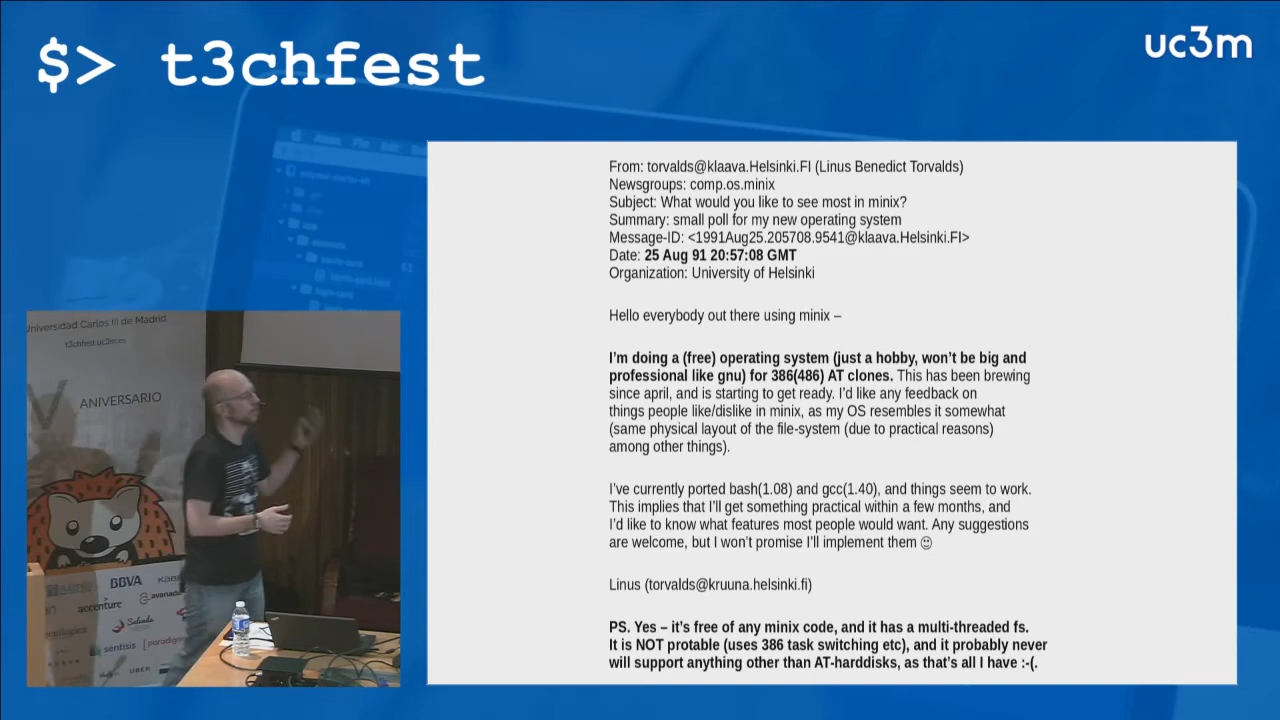 $> t3chfest
uc3m
From: torvalds@klaava.Helsinki.FI (Linus Benedict Torvalds)
Newsgroups: comp.os.minix
Subject: What would you like to see most in minix?
Summary: small poll for my new operating system
Message-ID: <1991Aug25.205708.9541@klaava.Helsinki.FI>
Date: 25 Aug 91 20:57:08 GMT
Organization: University of Helsinki
Hello everybody out there using minix –
I'm doing a (free) operating system (just a hobby, won't be big and
professional like gnu) for 386(486) AT clones. This has been brewing
since april, and is starting to get ready. I'd like any feedback on
things people like/dislike in minix, as my OS resembles it somewhat
(same physical layout of the file-system (due to practical reasons)
among other things).
I've currently ported bash(1.08) and gcc(1.40), and things seem to work.
This implies that I'll get something practical within a few months, and
I'd like to know what features most people would want. Any suggestions
are welcome, but I won't promise I'll implement them ☺
Linus (torvalds@kruuna.helsinki.fi)
PS. Yes – it's free of any minix code, and it has a multi-threaded fs.
It is NOT protable (uses 386 task switching etc), and it probably never
will support anything other than AT-harddisks, as that's all I have :-(.
Universidad Carlos III de Madrid
t3chfest.uc3m.es
ANIVERSARIO
BBVA
accenture
avanade
Salenda
sentisis
paradigma
UBER